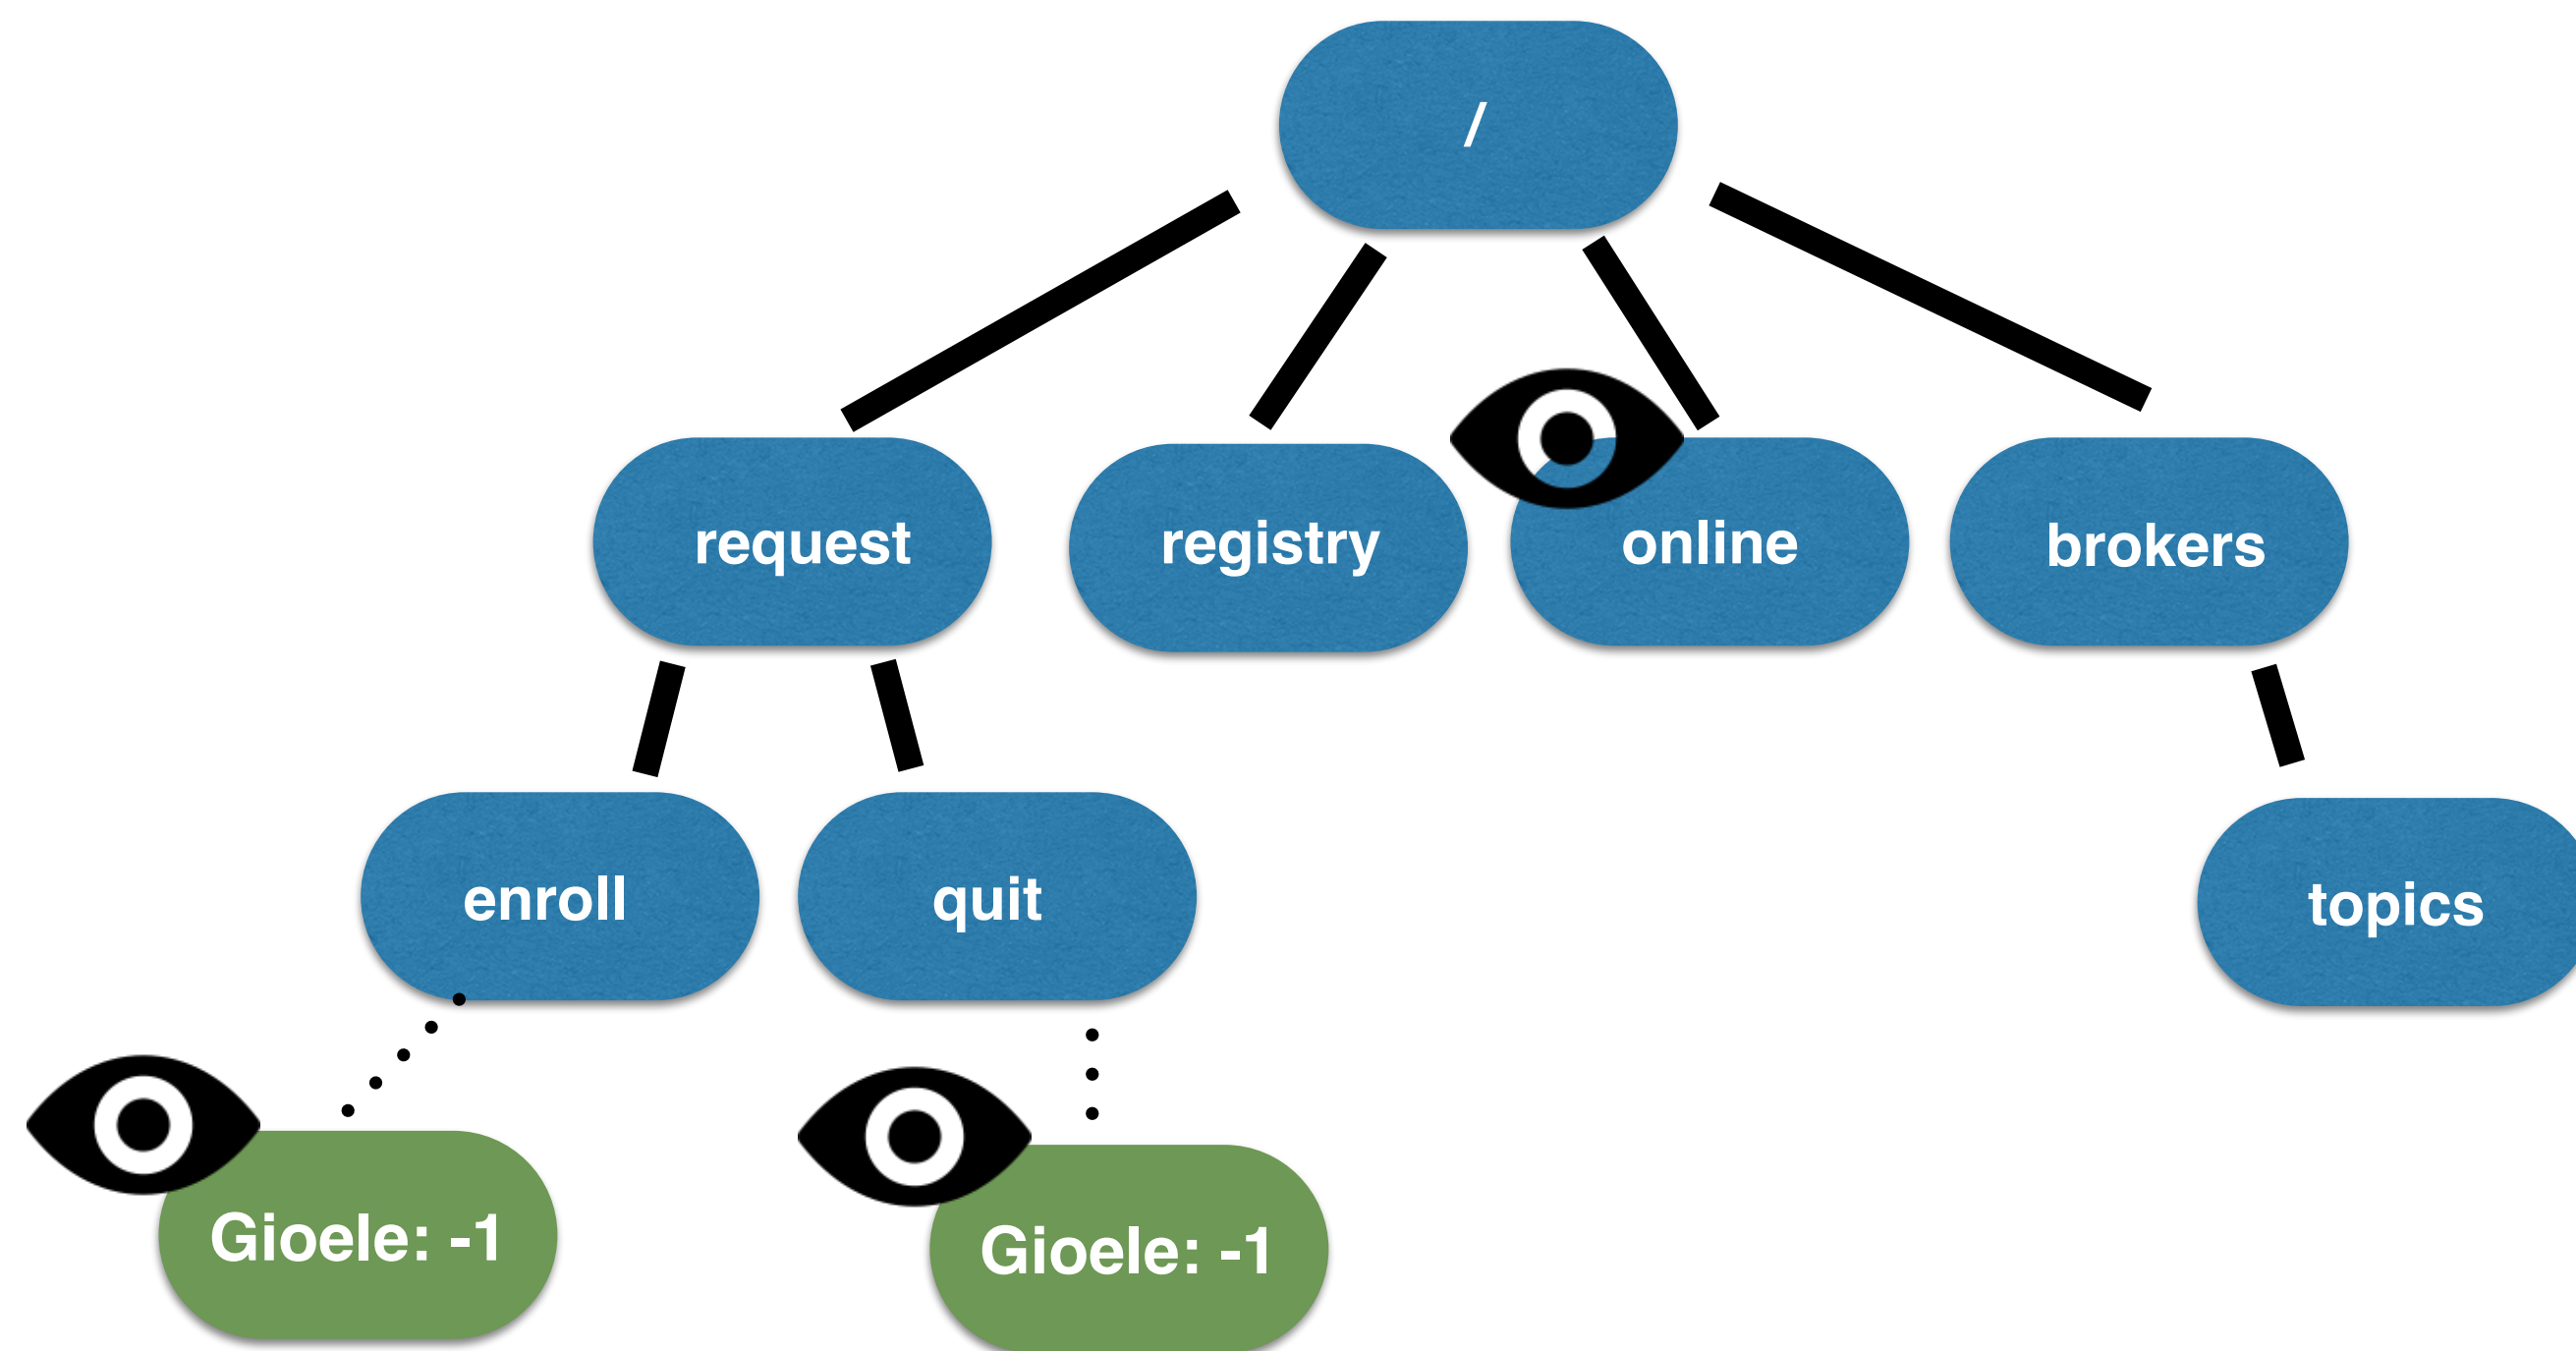 /
request
registry
online
brokers
enroll
quit
topics
Gioele: -1
Gioele: -1